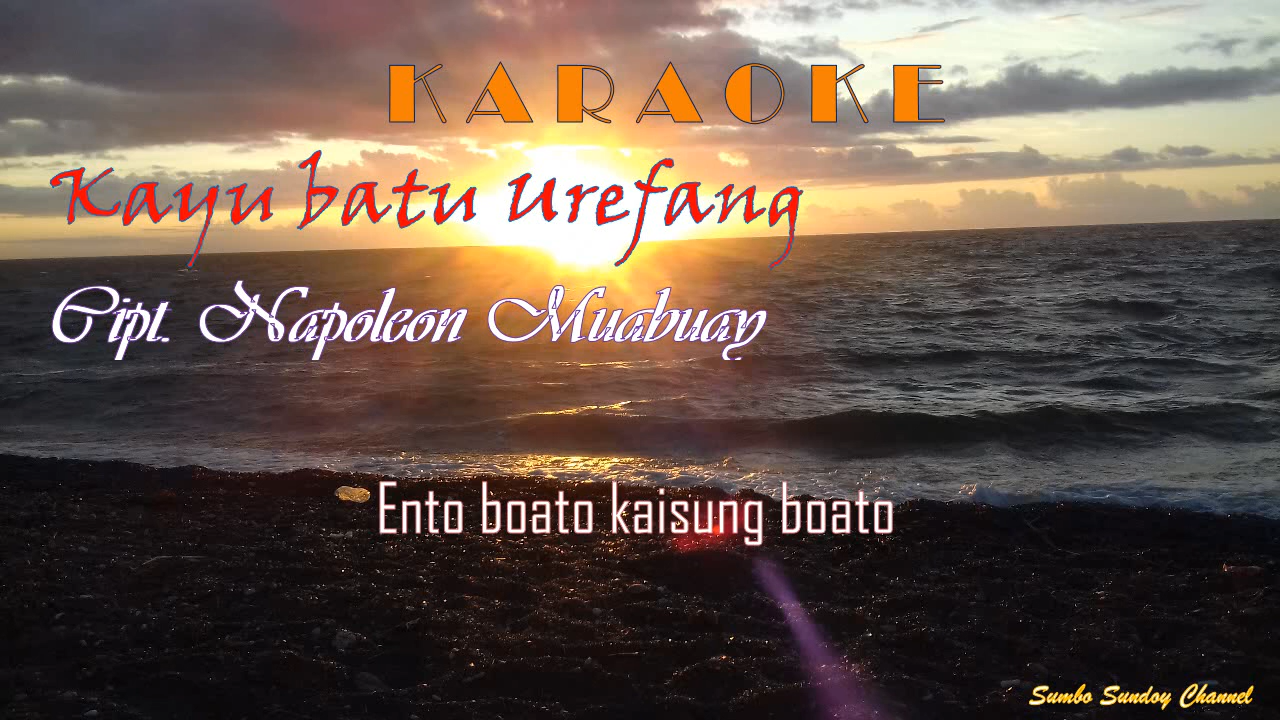 KARAOKE
Kayu batu Urefang
Cipt. Napoleon Muabuay
Ento boato kaisung boato
Sumbo Sundoy Channel